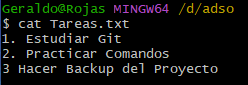 Geraldo@Rojas MINGW64 /d/adso
$ cat Tareas.txt
1. Estudiar Git
2. Practicar Comandos
3 Hacer Backup del Proyecto